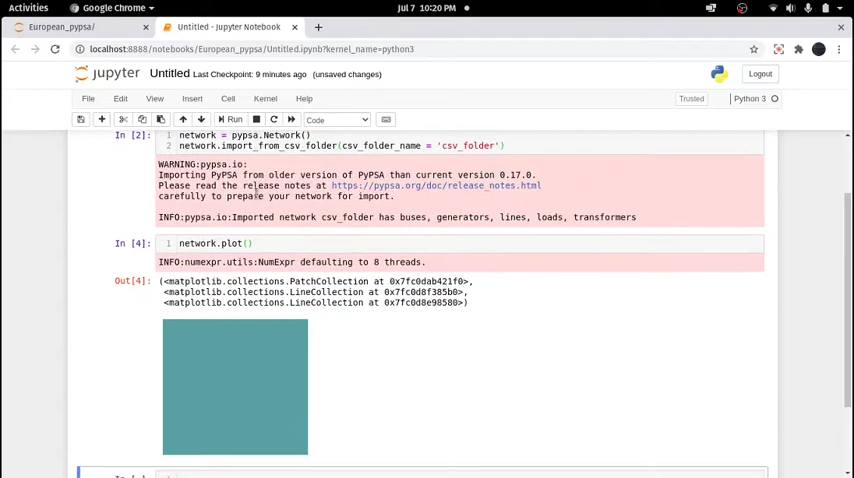 Activities
Google Chrome
Jul 7 10:20 PM
European_pypsa/
Untitled - Jupyter Notebook
localhost:8888/notebooks/European_pypsa/Untitled.ipynb?kernel_name=python3
jupyter Untitled Last Checkpoint: 9 minutes ago (unsaved changes)
Logout
File Edit View Insert Cell Kernel Help
Trusted
Python 3
Run
Code
In [2]:
1 network = pypsa.Network()
2 network.import_from_csv_folder(csv_folder_name = 'csv_folder')
WARNING:pypsa.io:
Importing PyPSA from older version of PyPSA than current version 0.17.0.
Please read the release notes at https://pypsa.org/doc/release_notes.html
carefully to prepare your network for import.
INFO:pypsa.io:Imported network csv_folder has buses, generators, lines, loads, transformers
In [4]:
1 network.plot()
INFO:numexpr.utils:NumExpr defaulting to 8 threads.
Out[4]:
(<matplotlib.collections.PatchCollection at 0x7fc0dab421f0>,
<matplotlib.collections.LineCollection at 0x7fc0d8f385b0>,
<matplotlib.collections.LineCollection at 0x7fc0d8e98580>)